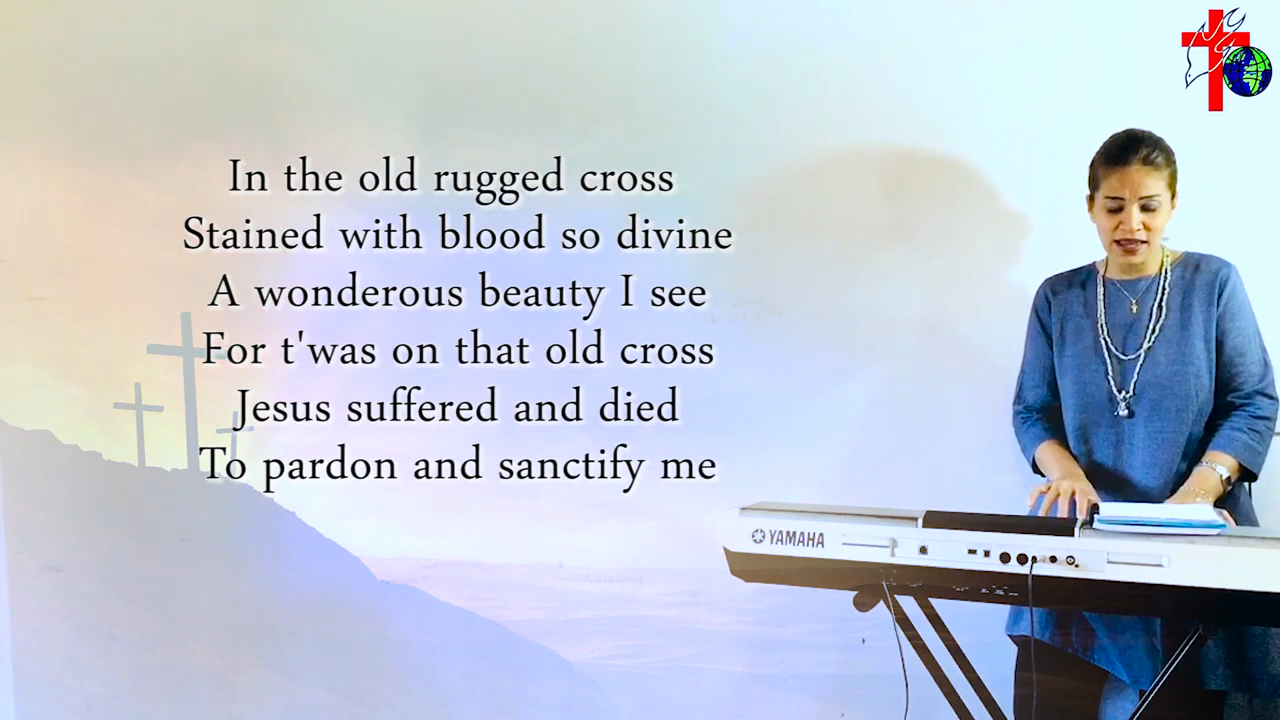 In the old rugged cross
Stained with blood so divine
A wonderous beauty I see
For t'was on that old cross
Jesus suffered and died
To pardon and sanctify me
YAMAHA